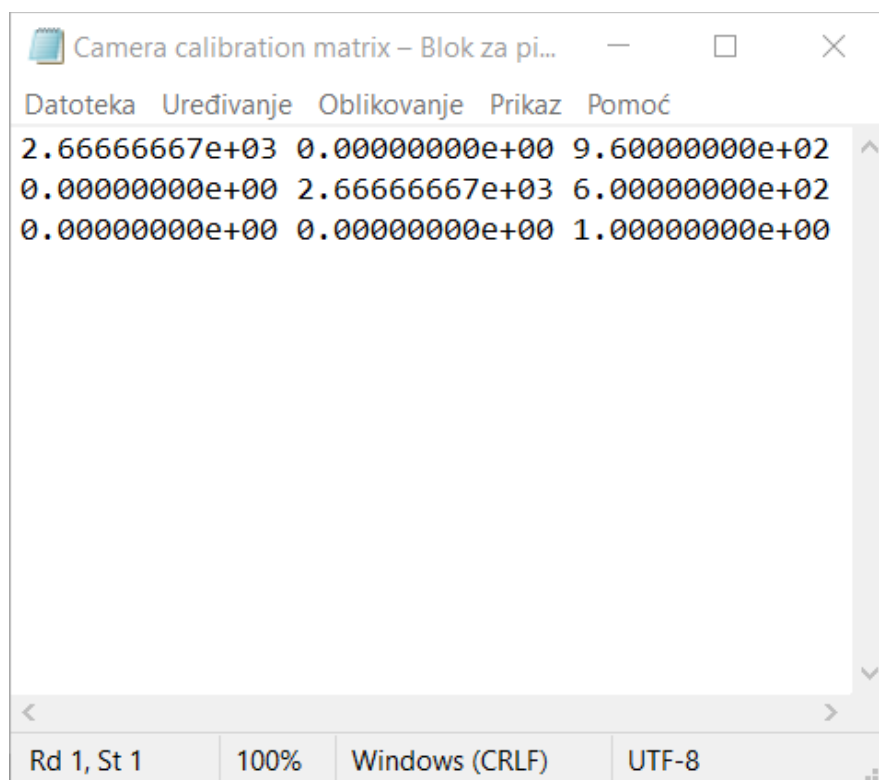 Camera calibration matrix – Blok za pi...
Datoteka Uređivanje Oblikovanje Prikaz Pomoć
2.66666667e+03 0.00000000e+00 9.60000000e+02
0.00000000e+00 2.66666667e+03 6.00000000e+02
0.00000000e+00 0.00000000e+00 1.00000000e+00
Rd 1, St 1 100% Windows (CRLF) UTF-8